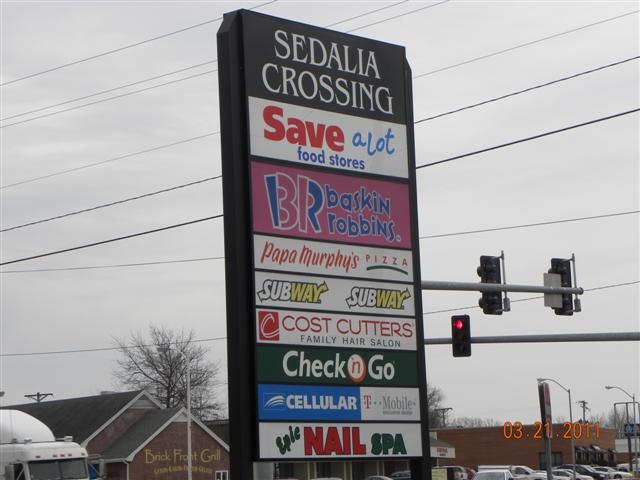 SEDALIA
CROSSING
Save a lot
food stores
BR baskin
robbins
Papa Murphy's PIZZA
SUBWAY SUBWAY
C COST CUTTERS
FAMILY HAIR SALON
Check n Go
CELLULAR T Mobile
NAIL SPA
Brick Front Grill
03.21.2011